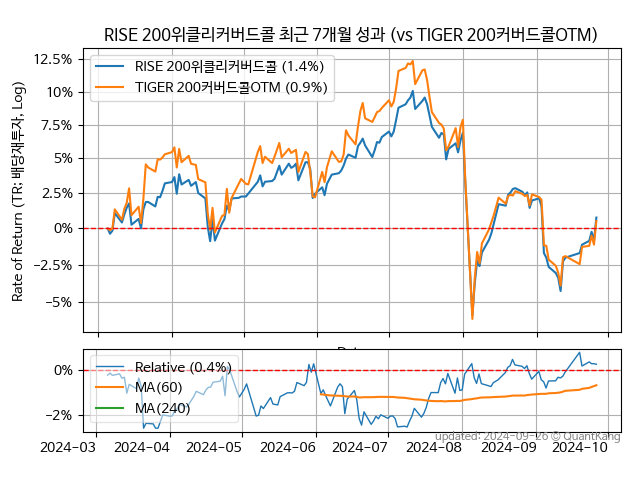 RISE 200위클리커버드콜 최근 7개월 성과 (vs TIGER 200커버드콜OTM)
Rate of Return (TR: 배당재투자, Log)
12.5%
10%
7.5%
5%
2.5%
0%
−2.5%
−5%
RISE 200위클리커버드콜 (1.4%)
TIGER 200커버드콜OTM (0.9%)
0%
−2%
Relative (0.4%)
MA(60)
MA(240)
updated: 2024-09-26 © QuantKang
2024-03 2024-04 2024-05 2024-06 2024-07 2024-08 2024-09 2024-10